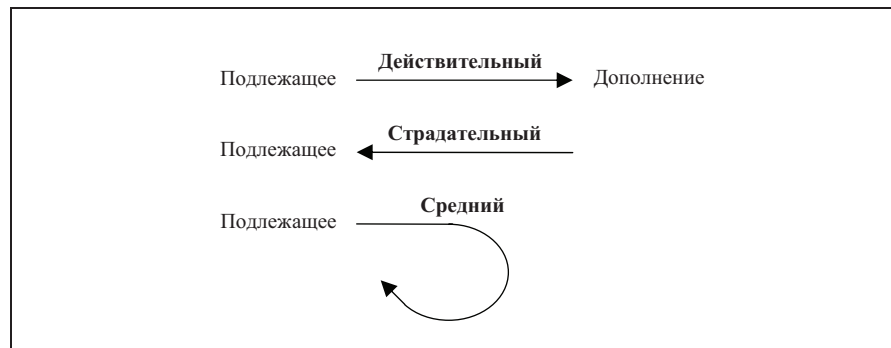 Действительный
Подлежащее Дополнение
Страдательный
Подлежащее
Средний
Подлежащее